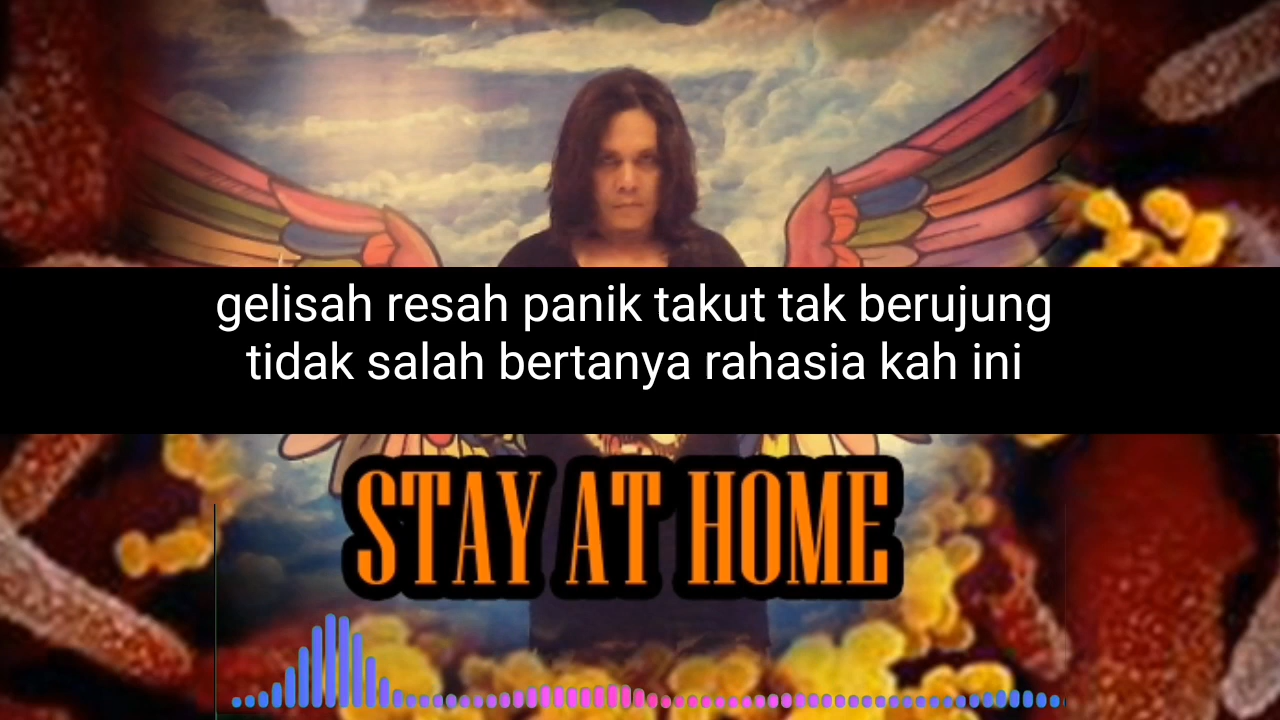 gelisah resah panik takut tak berujung
tidak salah bertanya rahasia kah ini
STAY AT HOME